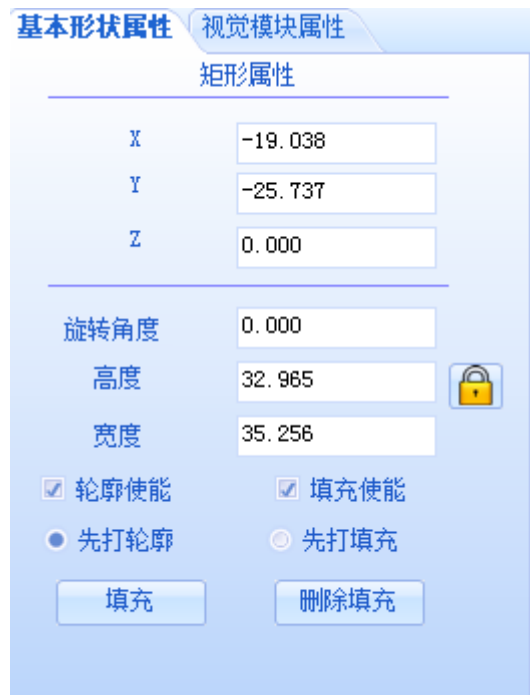 基本形状属性 视觉模块属性
矩形属性
X -19.038
Y -25.737
Z 0.000
旋转角度 0.000
高度 32.965
宽度 35.256
轮廓使能 填充使能
先打轮廓 先打填充
填充 删除填充